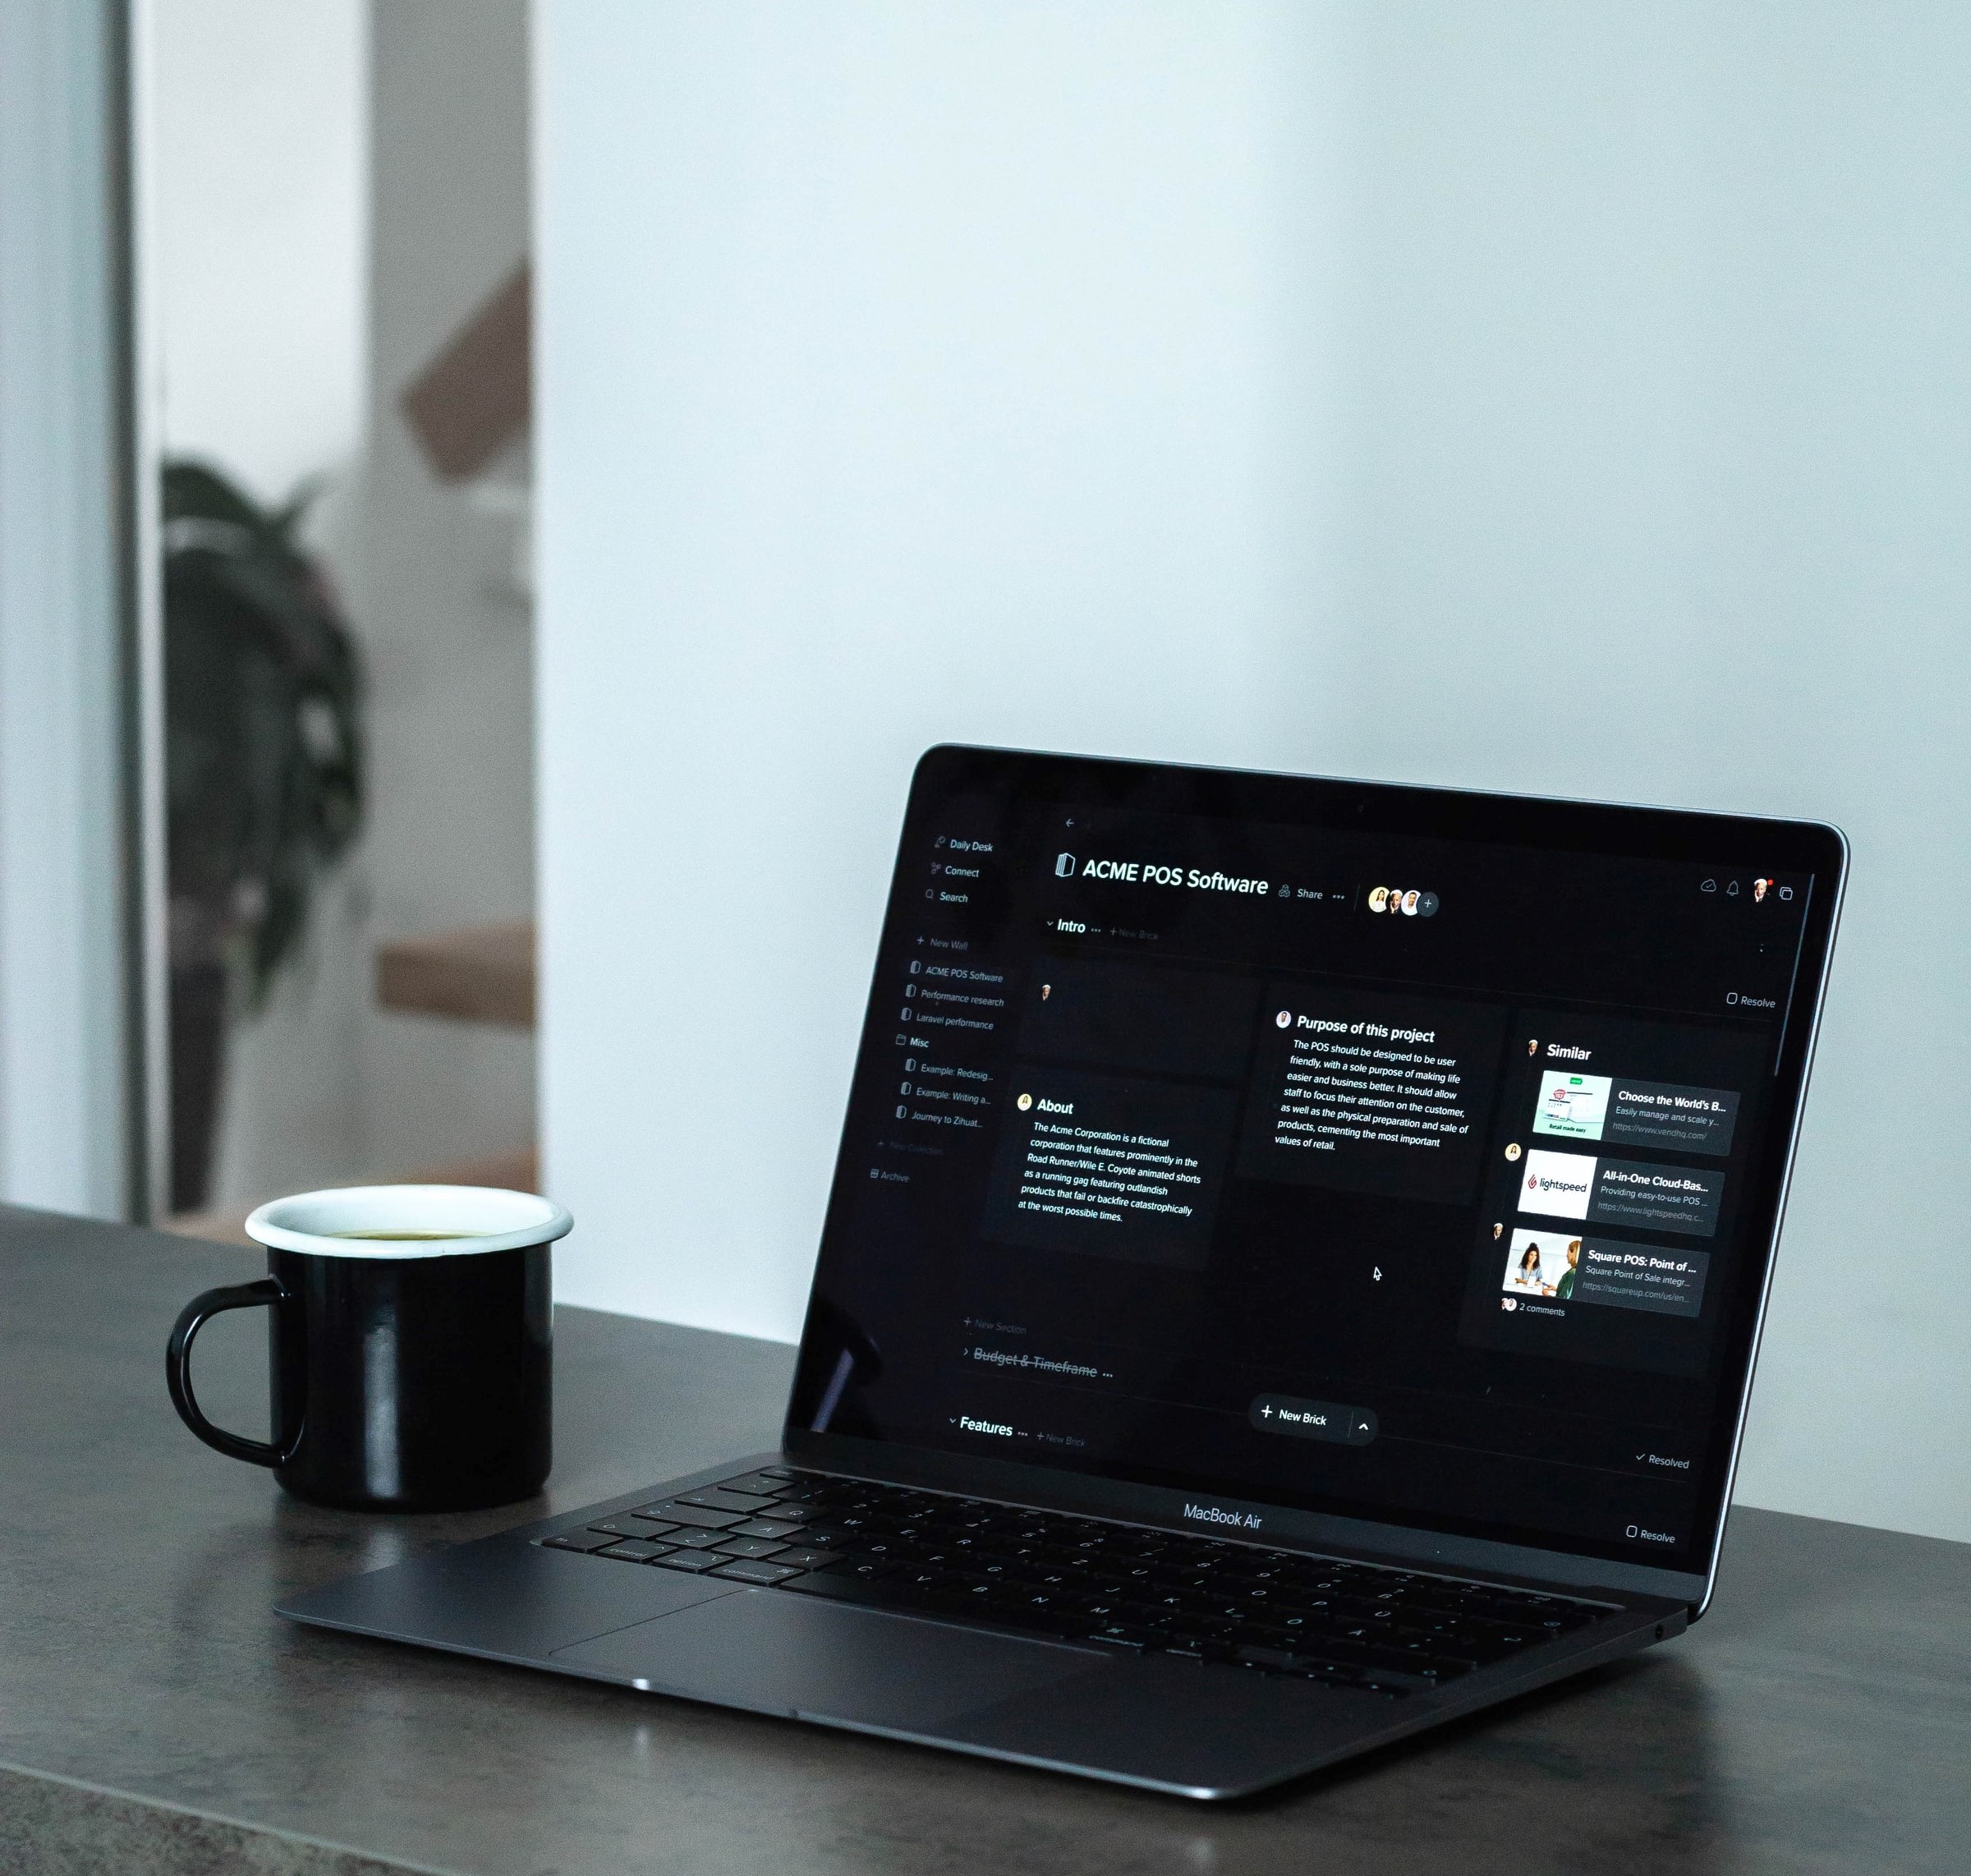 Daily Desk
Connect
Search
+ New Wall
ACME POS Software
Performance research
Laravel performance
Misc
Example: Redesig...
Example: Writing a...
Journey to Zihuat...
+ New Collection
Archive
ACME POS Software
Share
Intro ... + New Brick
Resolve
About
The Acme Corporation is a fictional
corporation that features prominently in the
Road Runner/Wile E. Coyote animated shorts
as a running gag featuring outlandish
products that fail or backfire catastrophically
at the worst possible times.
Purpose of this project
The POS should be designed to be user
friendly, with a sole purpose of making life
easier and business better. It should allow
staff to focus their attention on the customer,
as well as the physical preparation and sale of
products, cementing the most important
values of retail.
Similar
Choose the World's B...
Easily manage and scale y...
https://www.vendhq.com/
Retail made easy
lightspeed
All-in-One Cloud-Bas...
Providing easy-to-use POS ...
https://www.lightspeedhq.c...
Square POS: Point of ...
Square Point of Sale integr...
https://squareup.com/us/en...
2 comments
+ New Section
Budget & Timeframe ...
+ New Brick
Resolved
Features ... + New Brick
Resolve
MacBook Air
Q W E R T Z U I O P Ü
A S D F G H J K L Ö Ä
Y X C V B N M
control option command
command option